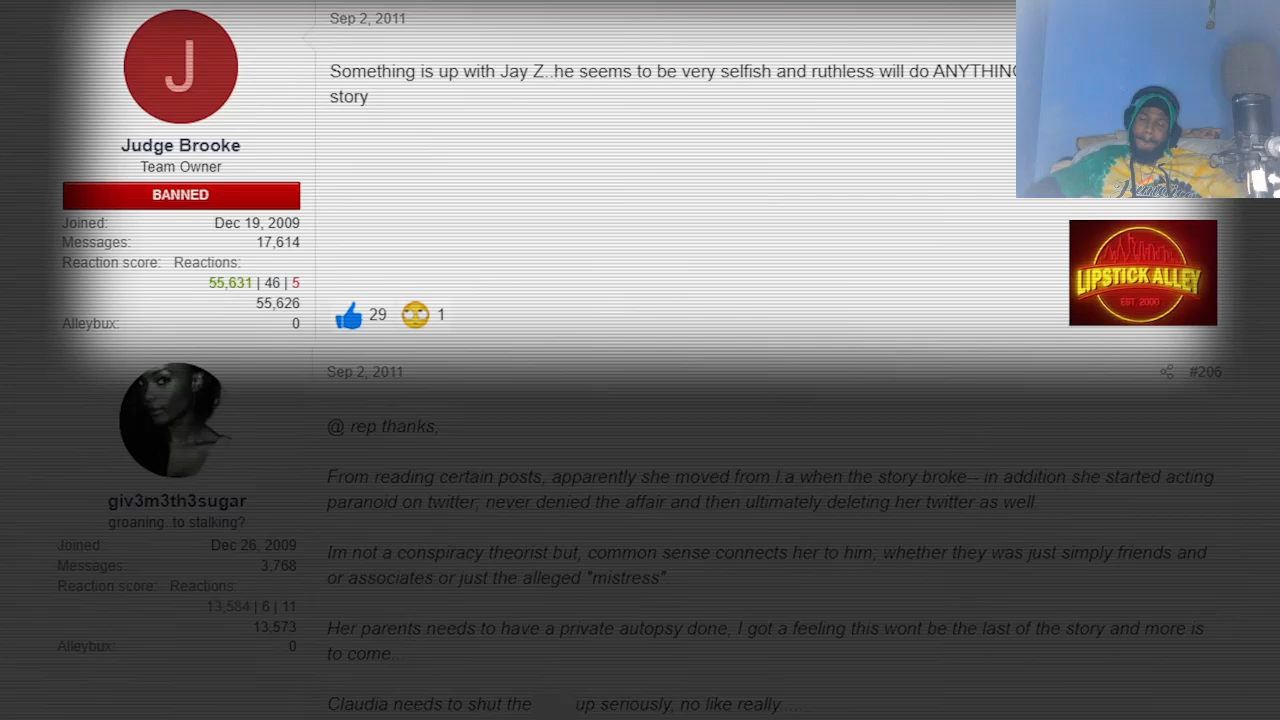 Sep 2, 2011
J
Something is up with Jay Z..he seems to be very selfish and ruthless will do ANYTHING
story
Judge Brooke
Team Owner
BANNED
Joined: Dec 19, 2009
Messages: 17,614
Reaction score: Reactions:
55,631 | 46 | 5
55,626
Alleybux: 0
29 1
LIPSTICK ALLEY
EST 2000
Sep 2, 2011 #206
@ rep thanks,
From reading certain posts, apparently she moved from l.a when the story broke-- in addition she started acting
paranoid on twitter; never denied the affair and then ultimately deleting her twitter as well.
giv3m3th3sugar
groaning..to stalking?
Joined: Dec 26, 2009
Messages: 3,768
Reaction score: Reactions:
13,584 | 6 | 11
13,573
Alleybux: 0
Im not a conspiracy theorist but, common sense connects her to him, whether they was just simply friends and
or associates or just the alleged "mistress".
Her parents needs to have a private autopsy done, I got a feeling this wont be the last of the story and more is
to come...
Claudia needs to shut the up seriously, no like really....